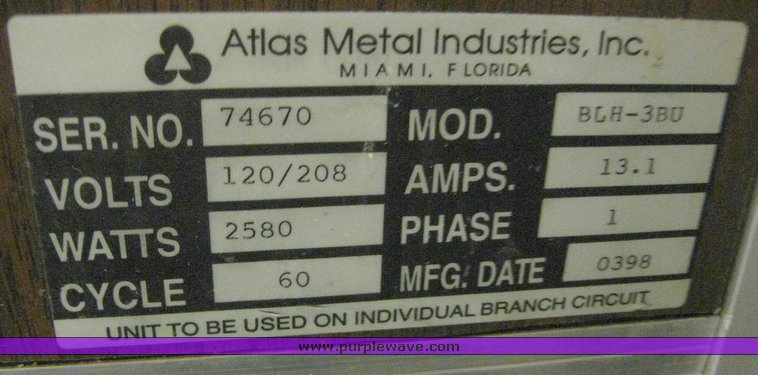 Atlas Metal Industries, Inc.
MIAMI, FLORIDA
SER. NO. 74670 MOD. BLH-3BU
VOLTS 120/208 AMPS. 13.1
WATTS 2580 PHASE 1
CYCLE 60 MFG. DATE 0398
UNIT TO BE USED ON INDIVIDUAL BRANCH CIRCUIT
www.purplewave.com